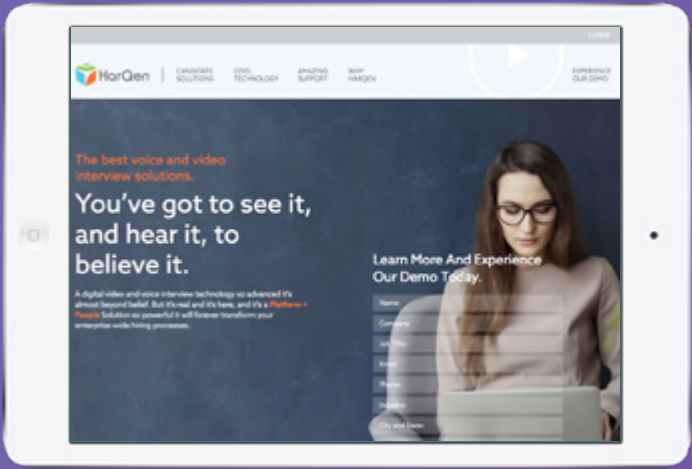 LOGIN
HarQen
CANDIDATE
SOLUTIONS
COOL
TECHNOLOGY
AMAZING
SUPPORT
WHY
HARQEN
EXPERIENCE
OUR DEMO
The best voice and video
interview solutions.
You've got to see it,
and hear it, to
believe it.
A digital video and voice interview technology so advanced it's
almost beyond belief. But it's real and it's here, and it's a Platform +
People Solution so powerful it will forever transform your
enterprise-wide hiring processes.
Learn More And Experience
Our Demo Today.
Name
Company
Job Title
Email
Phone
Industry
City and State